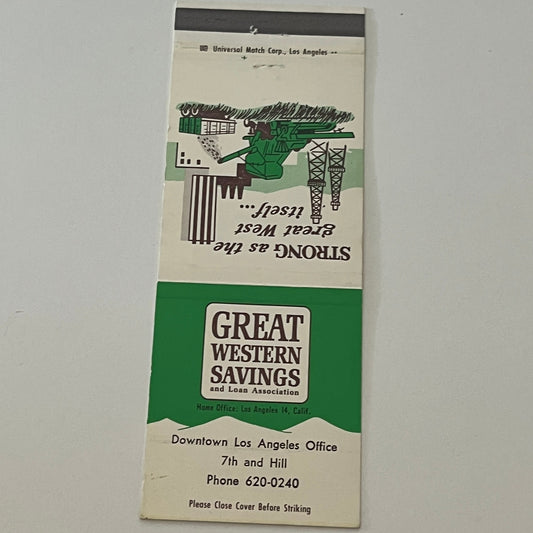 Universal Match Corp., Los Angeles
STRONG as the
great West
itself...
GREAT
WESTERN
SAVINGS
and Loan Association
Home Office: Los Angeles 14, Calif.
Downtown Los Angeles Office
7th and Hill
Phone 620-0240
Please Close Cover Before Striking